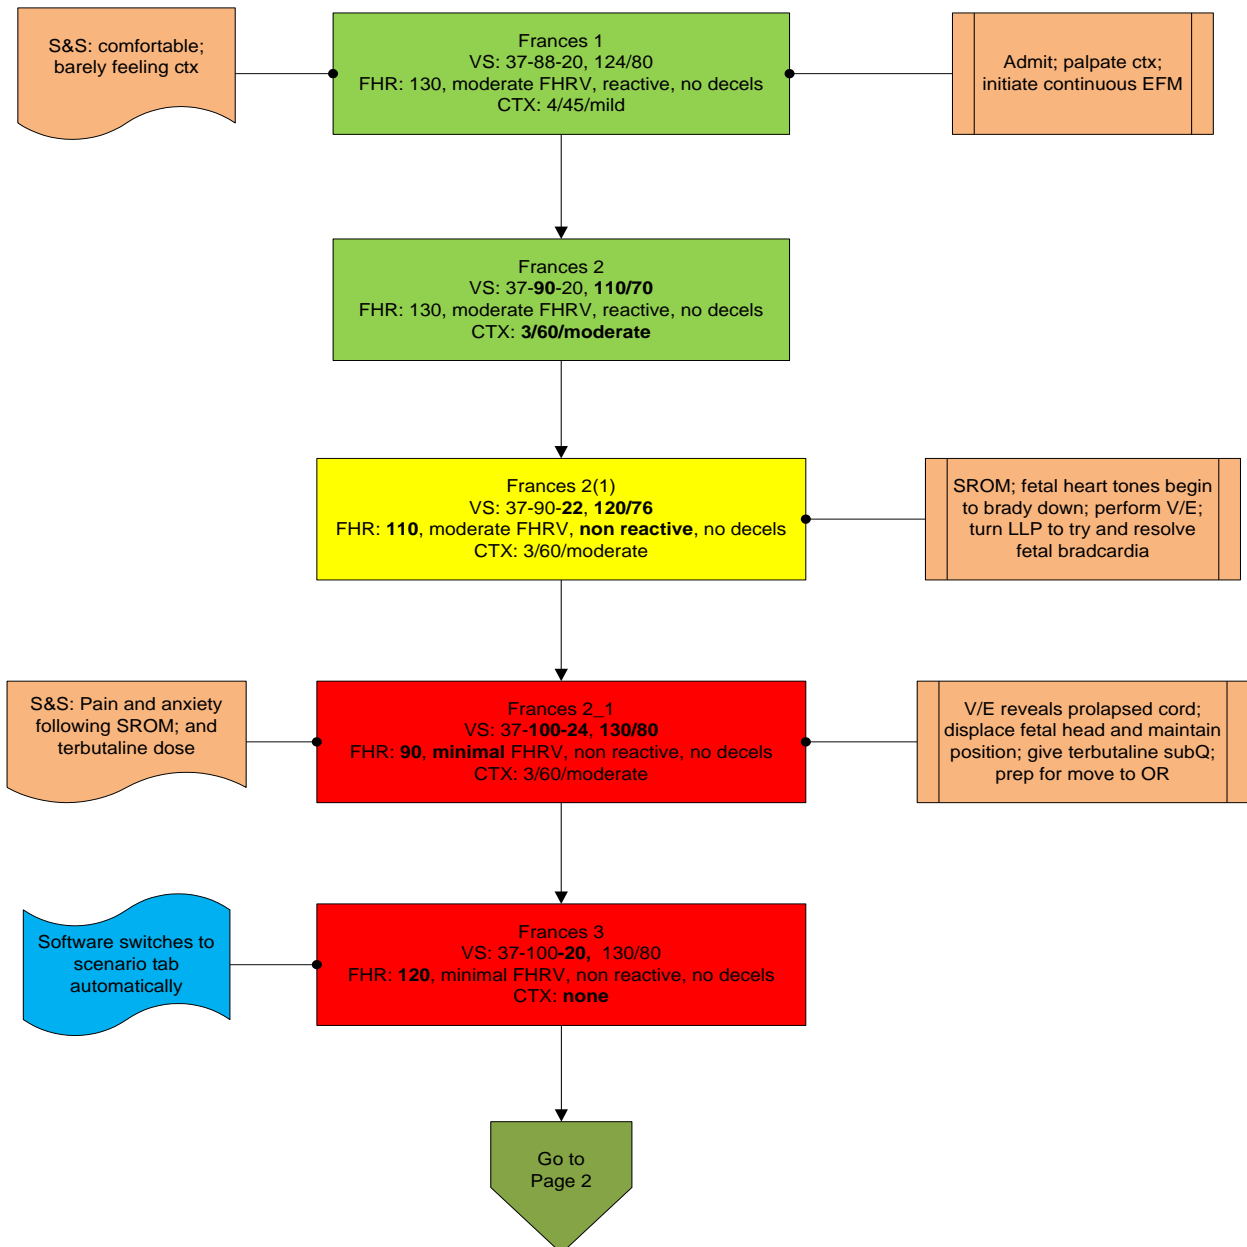 S&S: comfortable;
barely feeling ctx
Frances 1
VS: 37-88-20, 124/80
FHR: 130, moderate FHRV, reactive, no decels
CTX: 4/45/mild
Admit; palpate ctx;
initiate continuous EFM
Frances 2
VS: 37-90-20, 110/70
FHR: 130, moderate FHRV, reactive, no decels
CTX: 3/60/moderate
Frances 2(1)
VS: 37-90-22, 120/76
FHR: 110, moderate FHRV, non reactive, no decels
CTX: 3/60/moderate
SROM; fetal heart tones begin
to brady down; perform V/E;
turn LLP to try and resolve
fetal bradcardia
S&S: Pain and anxiety
following SROM; and
terbutaline dose
Frances 2_1
VS: 37-100-24, 130/80
FHR: 90, minimal FHRV, non reactive, no decels
CTX: 3/60/moderate
V/E reveals prolapsed cord;
displace fetal head and maintain
position; give terbutaline subQ;
prep for move to OR
Software switches to
scenario tab
automatically
Frances 3
VS: 37-100-20, 130/80
FHR: 120, minimal FHRV, non reactive, no decels
CTX: none
Go to
Page 2